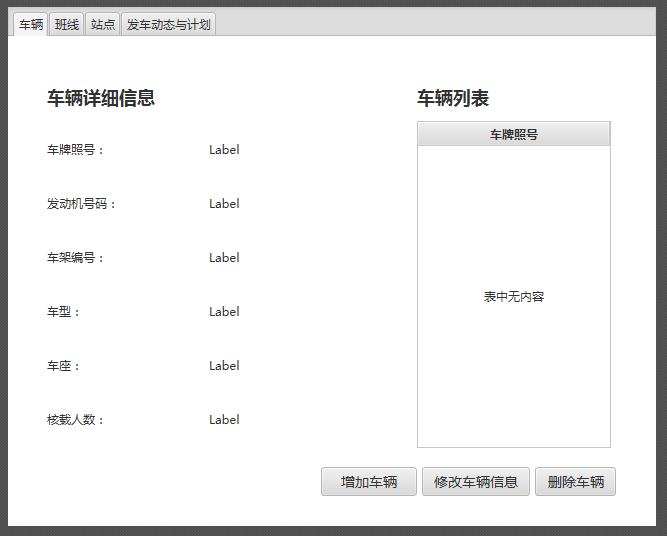 车辆 班线 站点 发车动态与计划
车辆详细信息
车牌照号： Label
发动机号码： Label
车架编号： Label
车型： Label
车座： Label
核载人数： Label
车辆列表
车牌照号
表中无内容
增加车辆 修改车辆信息 删除车辆